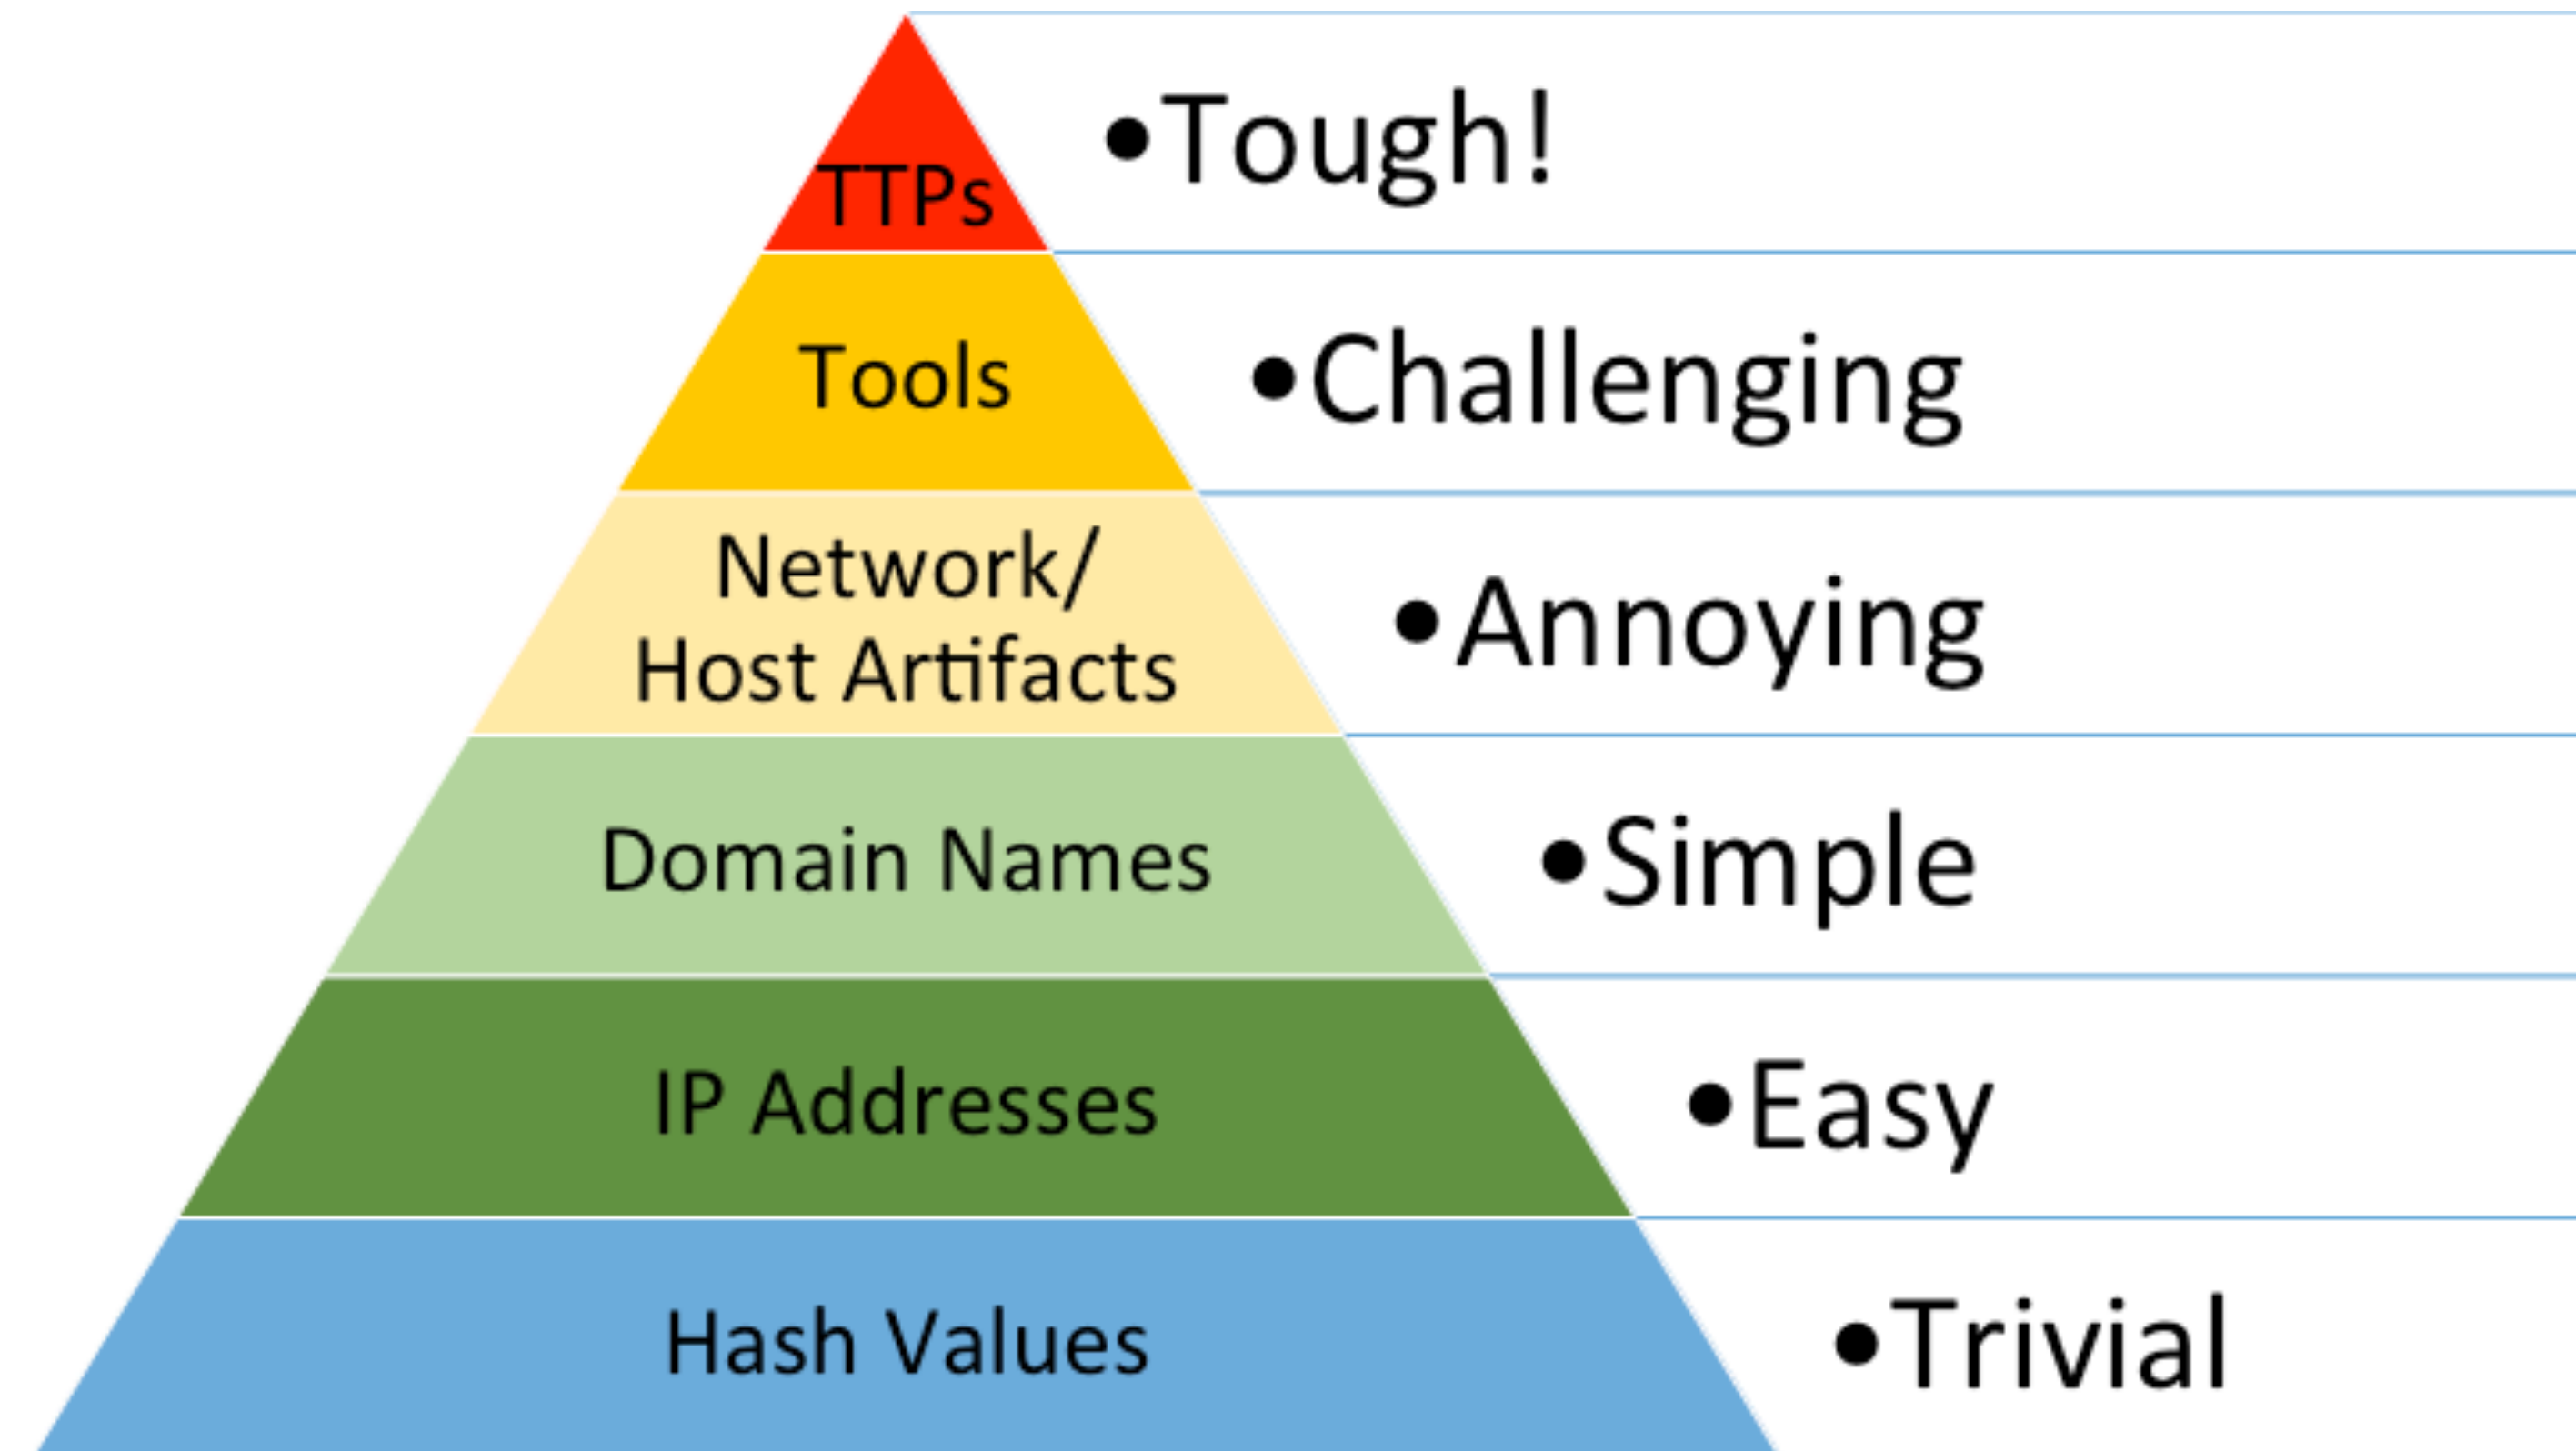 TTPs
•Tough!
Tools
•Challenging
Network/
Host Artifacts
•Annoying
Domain Names
•Simple
IP Addresses
•Easy
Hash Values
•Trivial